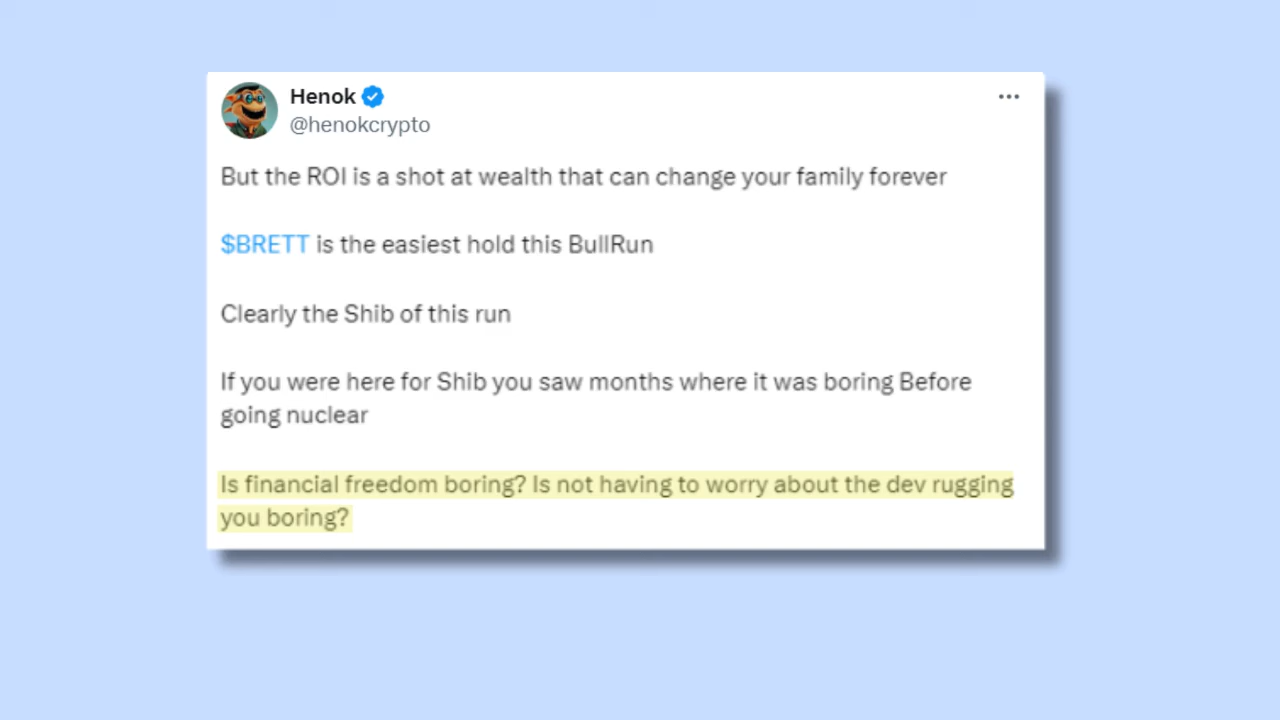 Henok
@henokcrypto
But the ROI is a shot at wealth that can change your family forever
$BRETT is the easiest hold this BullRun
Clearly the Shib of this run
If you were here for Shib you saw months where it was boring Before
going nuclear
Is financial freedom boring? Is not having to worry about the dev rugging
you boring?